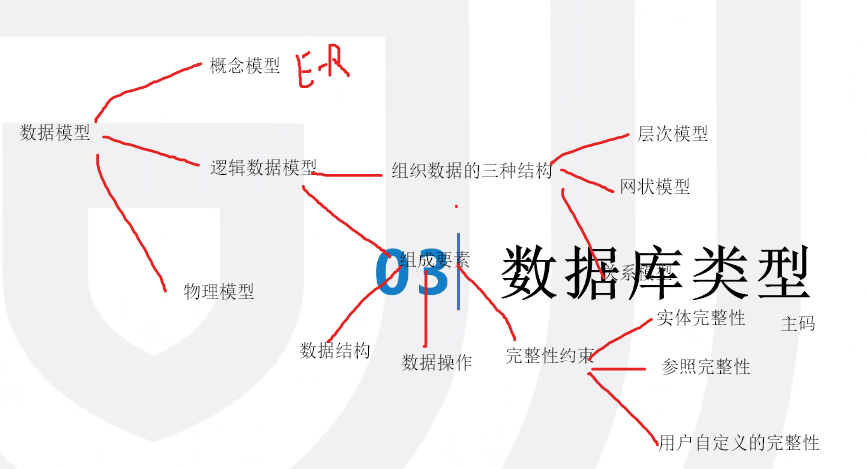 概念模型 E-R
数据模型
层次模型
逻辑数据模型
组织数据的三种结构
网状模型
组成要素
03 数据库类型
关系模型
物理模型
实体完整性 主码
数据结构
数据操作
完整性约束
参照完整性
用户自定义的完整性